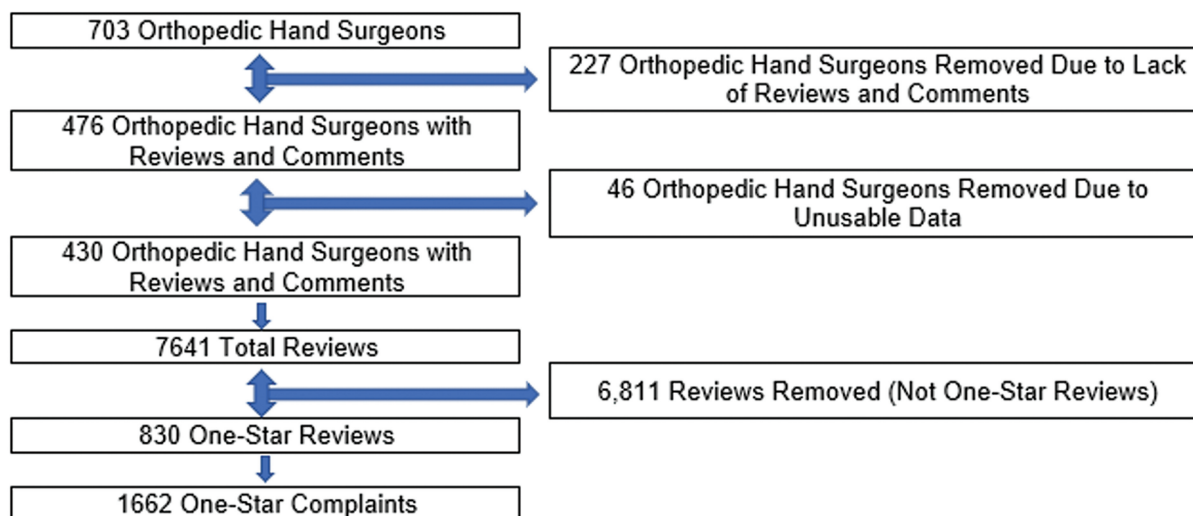 703 Orthopedic Hand Surgeons
227 Orthopedic Hand Surgeons Removed Due to Lack
of Reviews and Comments
476 Orthopedic Hand Surgeons with
Reviews and Comments
46 Orthopedic Hand Surgeons Removed Due to
Unusable Data
430 Orthopedic Hand Surgeons with
Reviews and Comments
7641 Total Reviews
6,811 Reviews Removed (Not One-Star Reviews)
830 One-Star Reviews
1662 One-Star Complaints